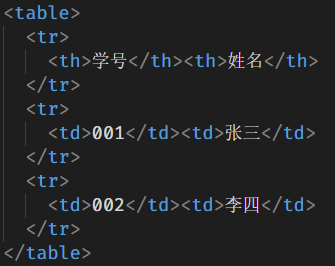 <table>
  <tr>
    <th>学号</th><th>姓名</th>
  </tr>
  <tr>
    <td>001</td><td>张三</td>
  </tr>
  <tr>
    <td>002</td><td>李四</td>
  </tr>
</table>